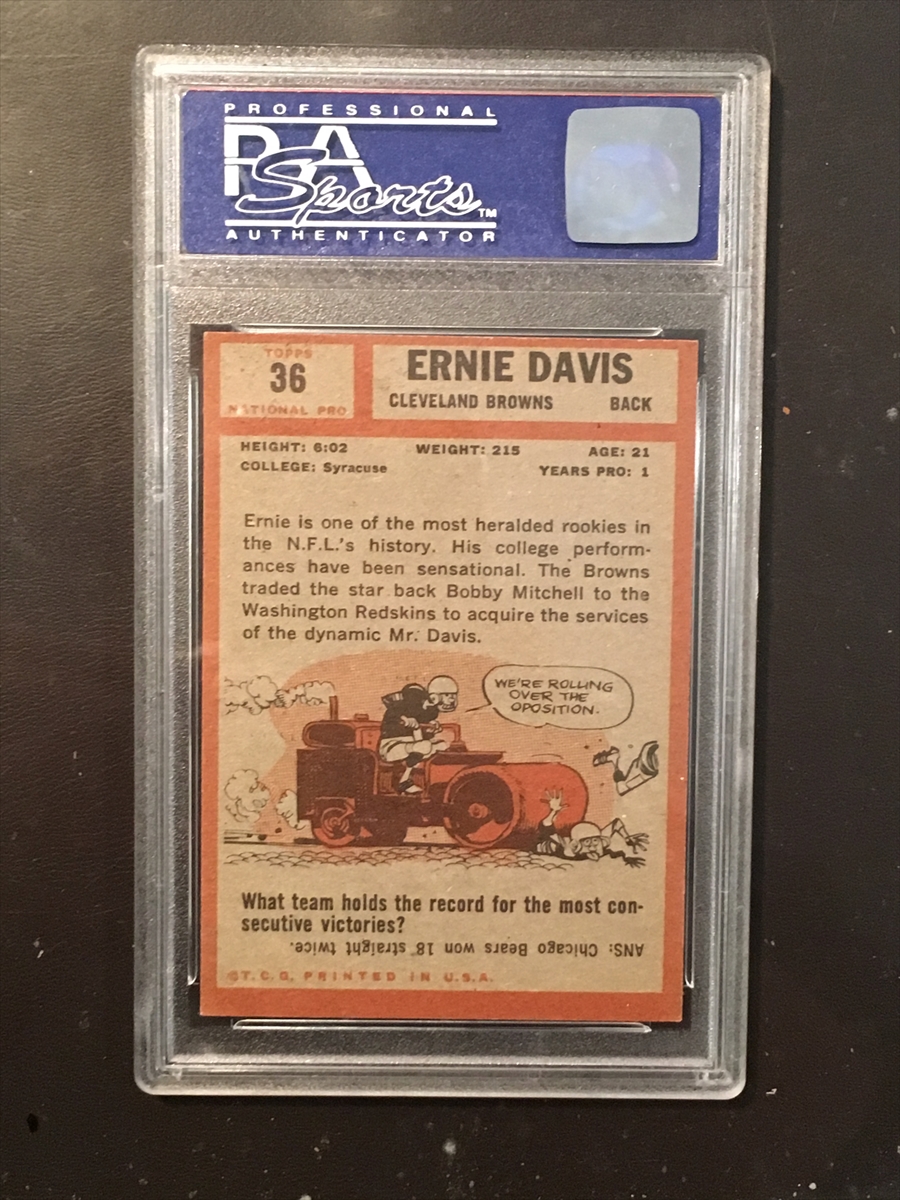 PROFESSIONAL
PSA
Sports™
AUTHENTICATOR
TOPPS
36
NATIONAL PRO
ERNIE DAVIS
CLEVELAND BROWNS BACK
HEIGHT: 6:02 WEIGHT: 215 AGE: 21
COLLEGE: Syracuse YEARS PRO: 1
Ernie is one of the most heralded rookies in
the N.F.L.'s history. His college perform-
ances have been sensational. The Browns
traded the star back Bobby Mitchell to the
Washington Redskins to acquire the services
of the dynamic Mr. Davis.
WE'RE ROLLING
OVER THE
OPOSITION.
What team holds the record for the most con-
secutive victories?
ANS: Chicago Bears won 18 straight twice.
©T.C.G. PRINTED IN U.S.A.